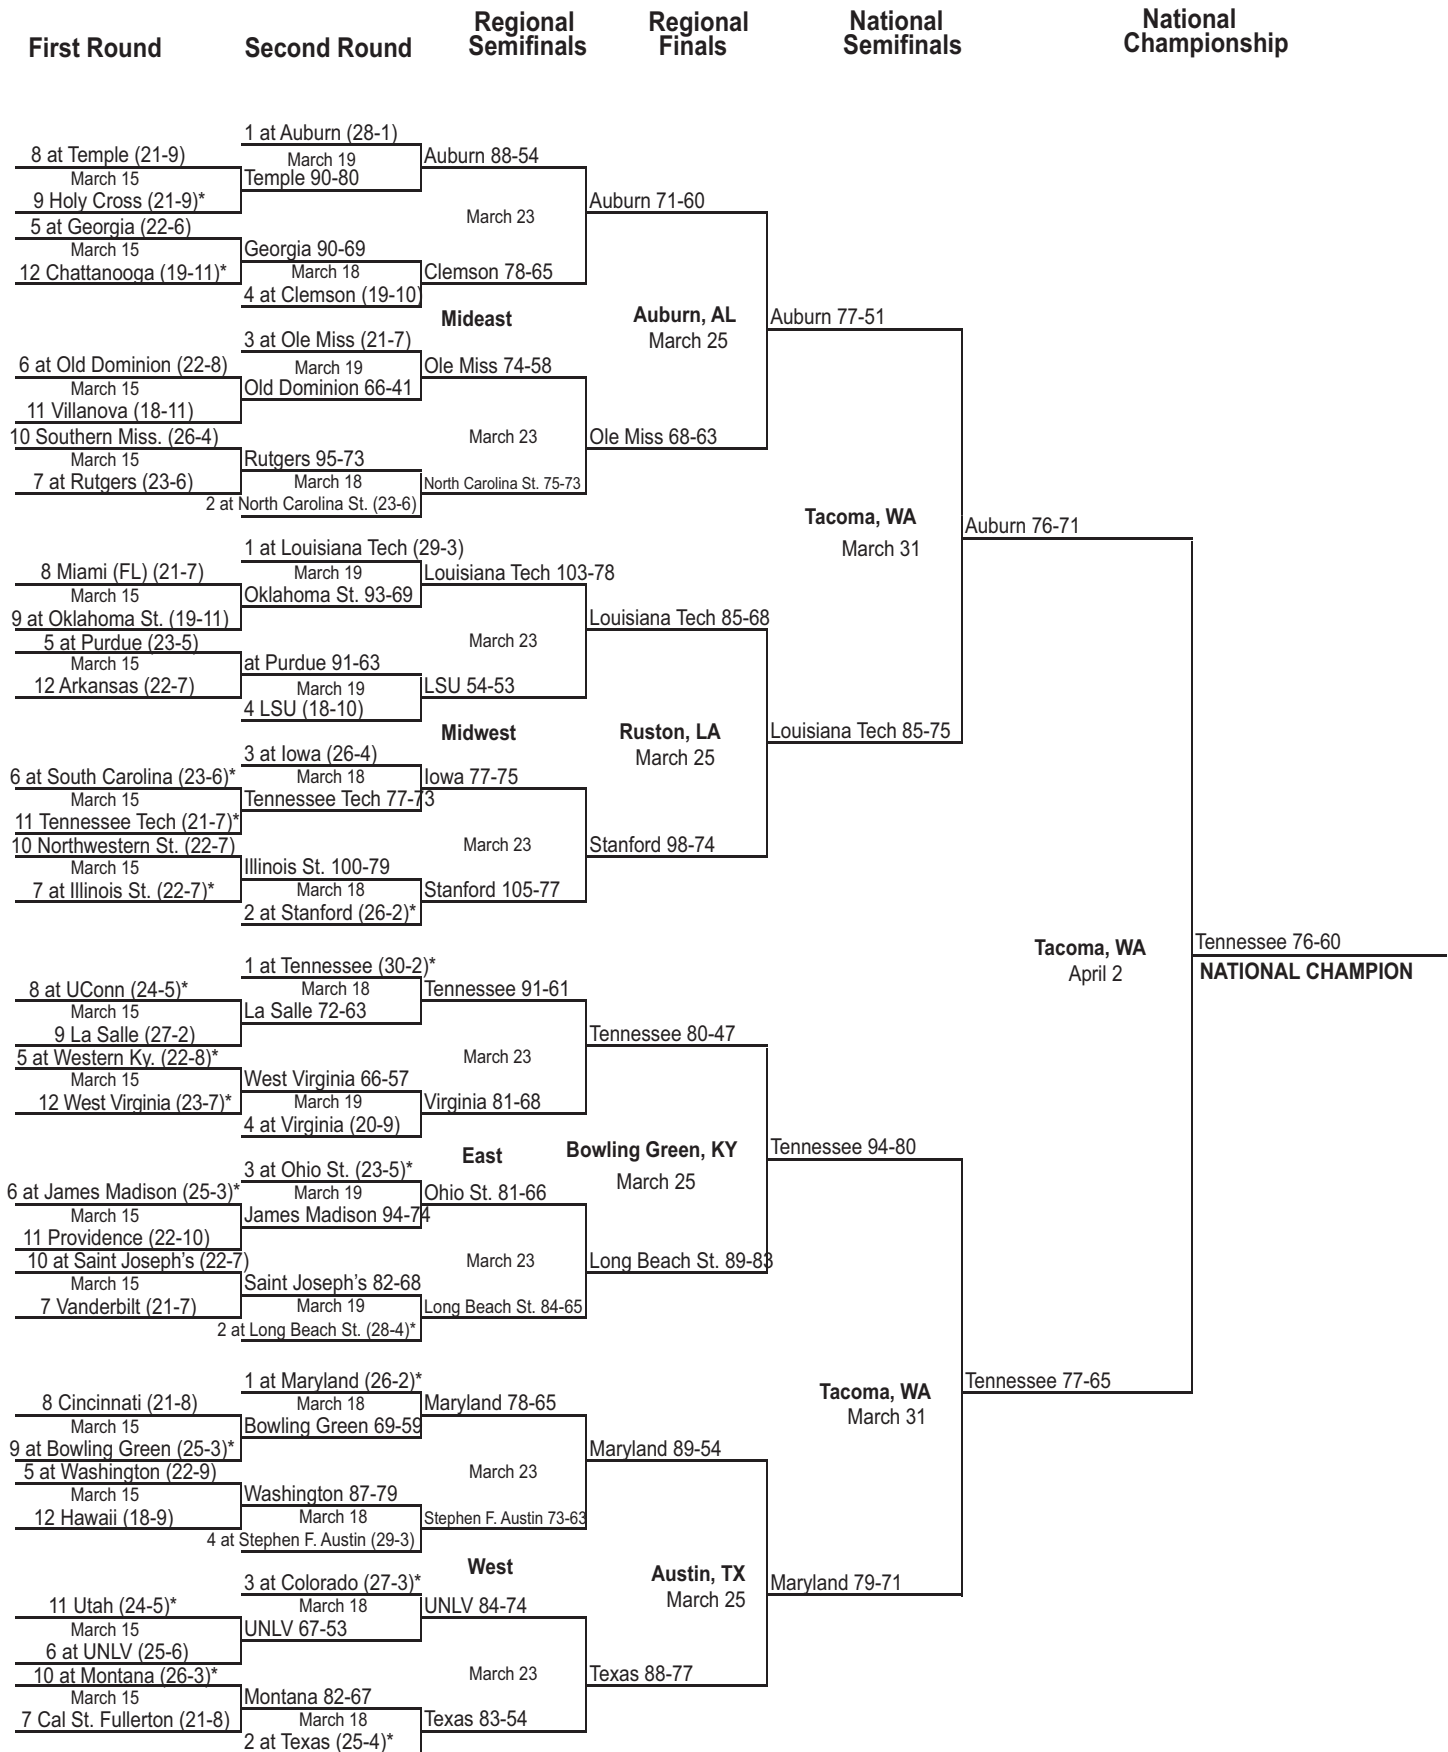 First Round
Second Round
Regional
Semifinals
Regional
Finals
National
Semifinals
National
Championship
1 at Auburn (28-1)
8 at Temple (21-9)
March 19
Auburn 88-54
March 15
Temple 90-80
9 Holy Cross (21-9)*
Auburn 71-60
March 23
5 at Georgia (22-6)
March 15
Georgia 90-69
12 Chattanooga (19-11)*
March 18
Clemson 78-65
4 at Clemson (19-10)
Mideast
Auburn, AL
March 25
Auburn 77-51
3 at Ole Miss (21-7)
6 at Old Dominion (22-8)
March 19
Ole Miss 74-58
March 15
Old Dominion 66-41
11 Villanova (18-11)
10 Southern Miss. (26-4)
March 23
Ole Miss 68-63
March 15
Rutgers 95-73
7 at Rutgers (23-6)
March 18
North Carolina St. 75-73
2 at North Carolina St. (23-6)
Tacoma, WA
March 31
Auburn 76-71
1 at Louisiana Tech (29-3)
8 Miami (FL) (21-7)
March 19
Louisiana Tech 103-78
March 15
Oklahoma St. 93-69
9 at Oklahoma St. (19-11)
Louisiana Tech 85-68
5 at Purdue (23-5)
March 23
March 15
at Purdue 91-63
12 Arkansas (22-7)
March 19
LSU 54-53
4 LSU (18-10)
Midwest
Ruston, LA
March 25
Louisiana Tech 85-75
3 at Iowa (26-4)
6 at South Carolina (23-6)*
March 18
Iowa 77-75
March 15
Tennessee Tech 77-73
11 Tennessee Tech (21-7)*
10 Northwestern St. (22-7)
March 23
Stanford 98-74
March 15
Illinois St. 100-79
7 at Illinois St. (22-7)*
March 18
Stanford 105-77
2 at Stanford (26-2)*
Tacoma, WA
April 2
Tennessee 76-60
NATIONAL CHAMPION
1 at Tennessee (30-2)*
8 at UConn (24-5)*
March 18
Tennessee 91-61
March 15
La Salle 72-63
9 La Salle (27-2)
Tennessee 80-47
5 at Western Ky. (22-8)*
March 23
March 15
West Virginia 66-57
12 West Virginia (23-7)*
March 19
Virginia 81-68
4 at Virginia (20-9)
East
Bowling Green, KY
March 25
Tennessee 94-80
3 at Ohio St. (23-5)*
6 at James Madison (25-3)*
March 19
Ohio St. 81-66
March 15
James Madison 94-74
11 Providence (22-10)
10 at Saint Joseph's (22-7)
March 23
Long Beach St. 89-83
March 15
Saint Joseph's 82-68
7 Vanderbilt (21-7)
March 19
Long Beach St. 84-65
2 at Long Beach St. (28-4)*
Tacoma, WA
March 31
Tennessee 77-65
1 at Maryland (26-2)*
8 Cincinnati (21-8)
March 18
Maryland 78-65
March 15
Bowling Green 69-59
9 at Bowling Green (25-3)*
Maryland 89-54
5 at Washington (22-9)
March 23
March 15
Washington 87-79
12 Hawaii (18-9)
March 18
Stephen F. Austin 73-63
4 at Stephen F. Austin (29-3)
West
Austin, TX
March 25
Maryland 79-71
3 at Colorado (27-3)*
11 Utah (24-5)*
March 18
UNLV 84-74
March 15
UNLV 67-53
6 at UNLV (25-6)
10 at Montana (26-3)*
March 23
Texas 88-77
March 15
Montana 82-67
7 Cal St. Fullerton (21-8)
March 18
Texas 83-54
2 at Texas (25-4)*